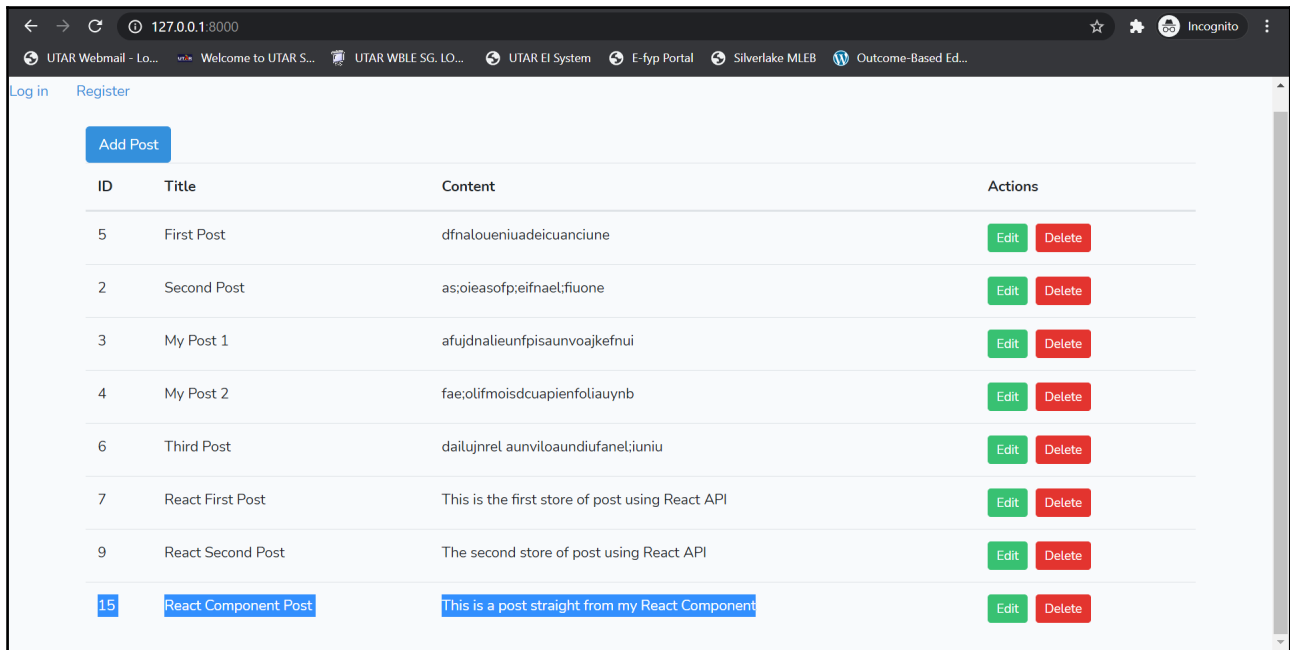 127.0.0.1:8000 Incognito
UTAR Webmail - Lo... Welcome to UTAR S... UTAR WBLE SG. LO... UTAR EI System E-fyp Portal Silverlake MLEB Outcome-Based Ed...
Log in Register
Add Post
ID Title Content Actions
5 First Post dfnaloueniuadeicuanciune Edit Delete
2 Second Post as;oieasofp;eifnael;fiuone Edit Delete
3 My Post 1 afujdnalieunfpisaunvoajkefnui Edit Delete
4 My Post 2 fae;olifmoisdcuapienfoliauynb Edit Delete
6 Third Post dailujnrel aunviloaundiufanel;iuniu Edit Delete
7 React First Post This is the first store of post using React API Edit Delete
9 React Second Post The second store of post using React API Edit Delete
15 React Component Post This is a post straight from my React Component Edit Delete